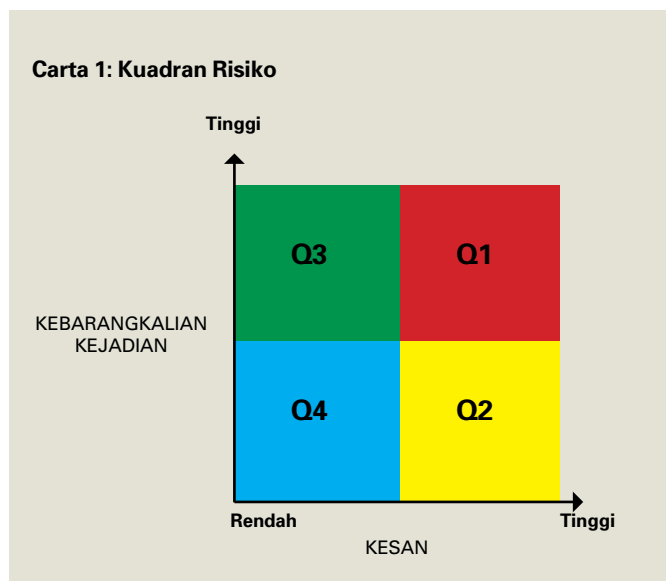 Carta 1: Kuadran Risiko
Tinggi
Q3
Q1
KEBARANGKALIAN
KEJADIAN
Q4
Q2
Rendah
Tinggi
KESAN